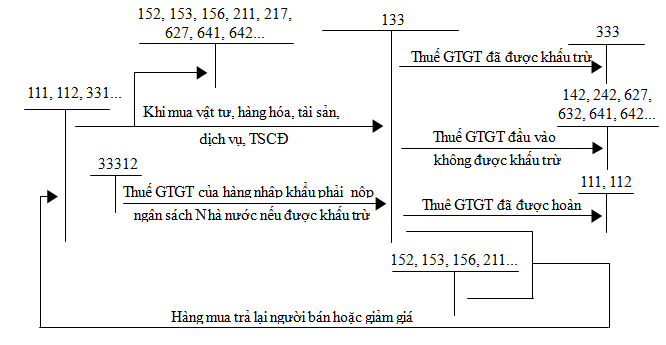 152, 153, 156, 211, 217,
627, 641, 642...
133
333
Thuế GTGT đã được khấu trừ
111, 112, 331...
Khi mua vật tư, hàng hóa, tài sản,
dịch vụ, TSCĐ
142, 242, 627,
632, 641, 642...
Thuế GTGT đầu vào
không được khấu trừ
33312
Thuế GTGT của hàng nhập khẩu phải nộp
ngân sách Nhà nước nếu được khấu trừ
111, 112
Thuê GTGT đã được hoàn
152, 153, 156, 211...
Hàng mua trả lại người bán hoặc giảm giá